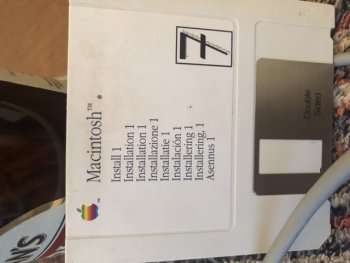 Macintosh™
Install 1
Installation 1
Installation 1
Installazione 1
Installatie 1
Instalación 1
Installering 1
Installering, 1
Asennus 1
7
Double
Sided